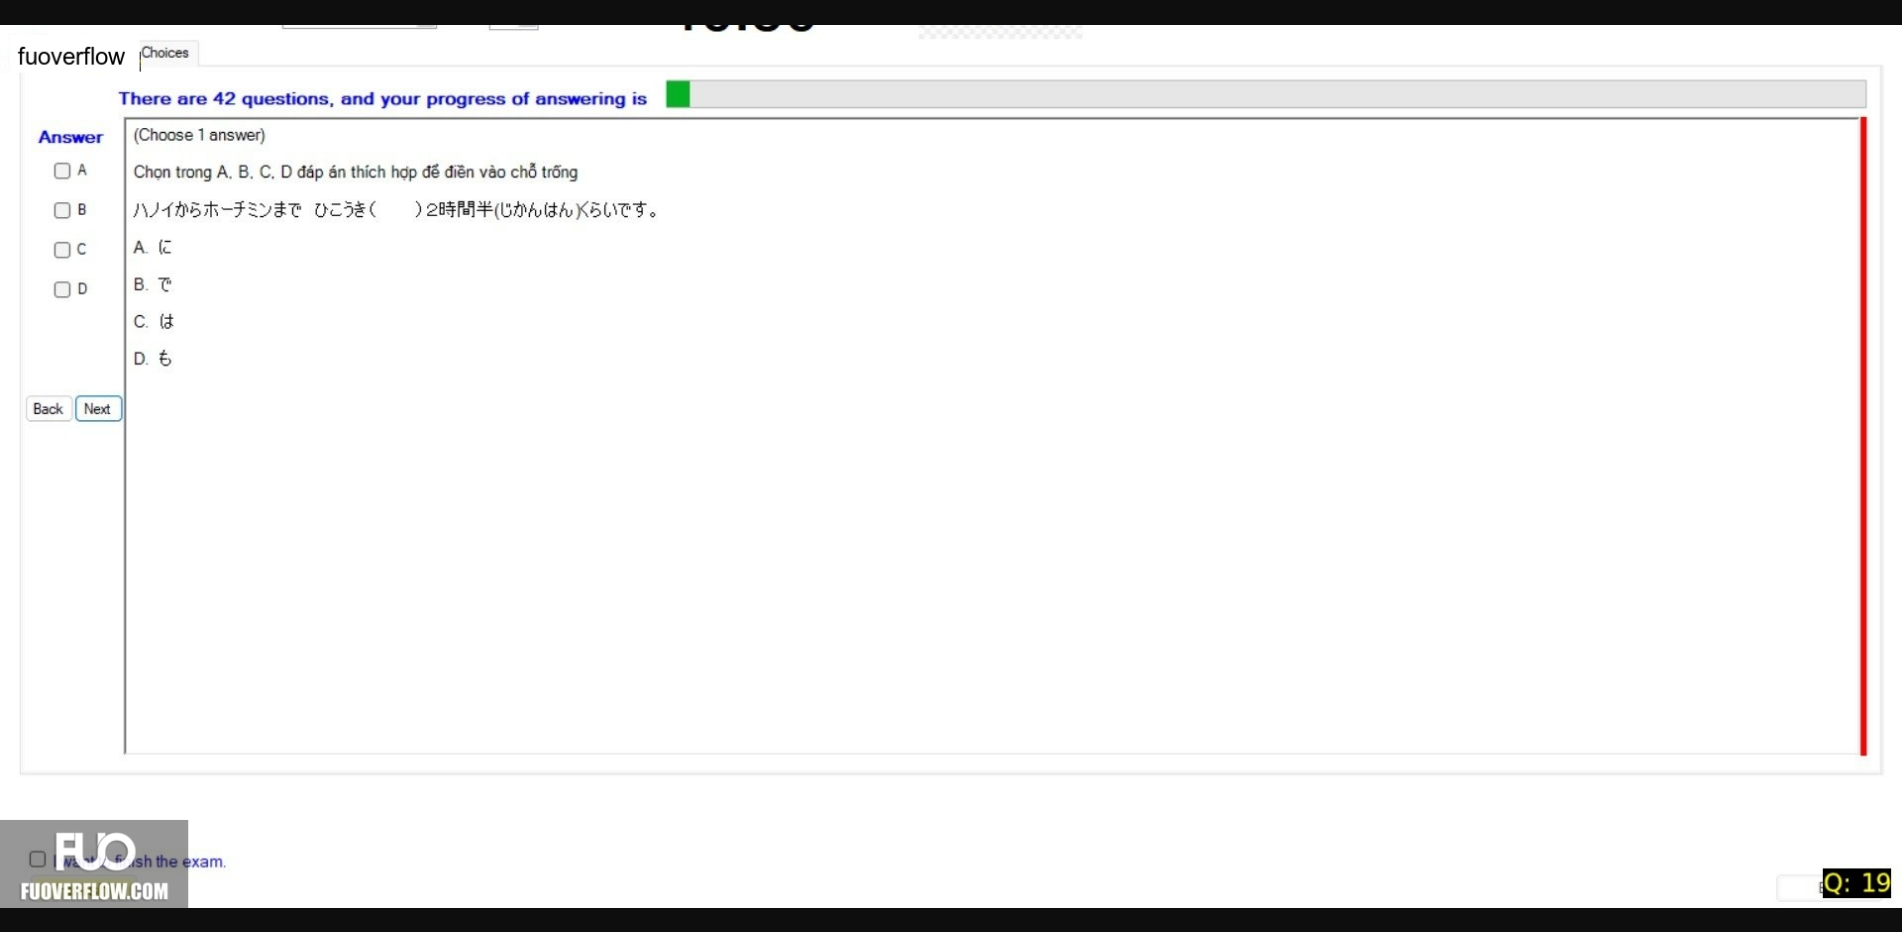 fuoverflow
Choices
There are 42 questions, and your progress of answering is
Answer
(Choose 1 answer)
A
Chọn trong A, B, C, D đáp án thích hợp để điền vào chỗ trống
B
ハノイからホーチミンまで ひこうき( )2時間半(じかんはん)くらいです。
C
A. に
D
B. で
C. は
D. も
Back
Next
FUO
I want finish the exam.
FUOVERFLOW.COM
Q: 19